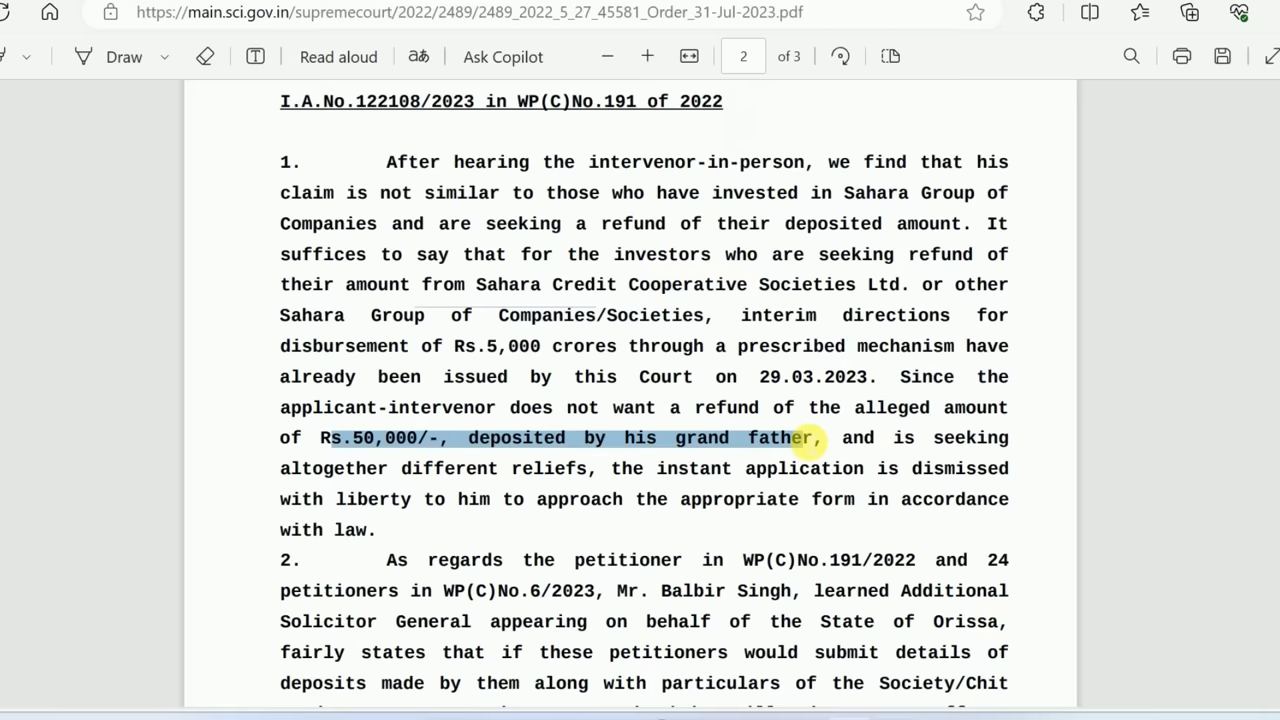 https://main.sci.gov.in/supremecourt/2022/2489/2489_2022_5_27_45581_Order_31-Jul-2023.pdf
Draw
Read aloud
aあ
Ask Copilot
2
of 3
I.A.No.122108/2023 in WP(C)No.191 of 2022
1. After hearing the intervenor-in-person, we find that his
claim is not similar to those who have invested in Sahara Group of
Companies and are seeking a refund of their deposited amount. It
suffices to say that for the investors who are seeking refund of
their amount from Sahara Credit Cooperative Societies Ltd. or other
Sahara Group of Companies/Societies, interim directions for
disbursement of Rs.5,000 crores through a prescribed mechanism have
already been issued by this Court on 29.03.2023. Since the
applicant-intervenor does not want a refund of the alleged amount
of Rs.50,000/-, deposited by his grand father, and is seeking
altogether different reliefs, the instant application is dismissed
with liberty to him to approach the appropriate form in accordance
with law.
2. As regards the petitioner in WP(C)No.191/2022 and 24
petitioners in WP(C)No.6/2023, Mr. Balbir Singh, learned Additional
Solicitor General appearing on behalf of the State of Orissa,
fairly states that if these petitioners would submit details of
deposits made by them along with particulars of the Society/Chit